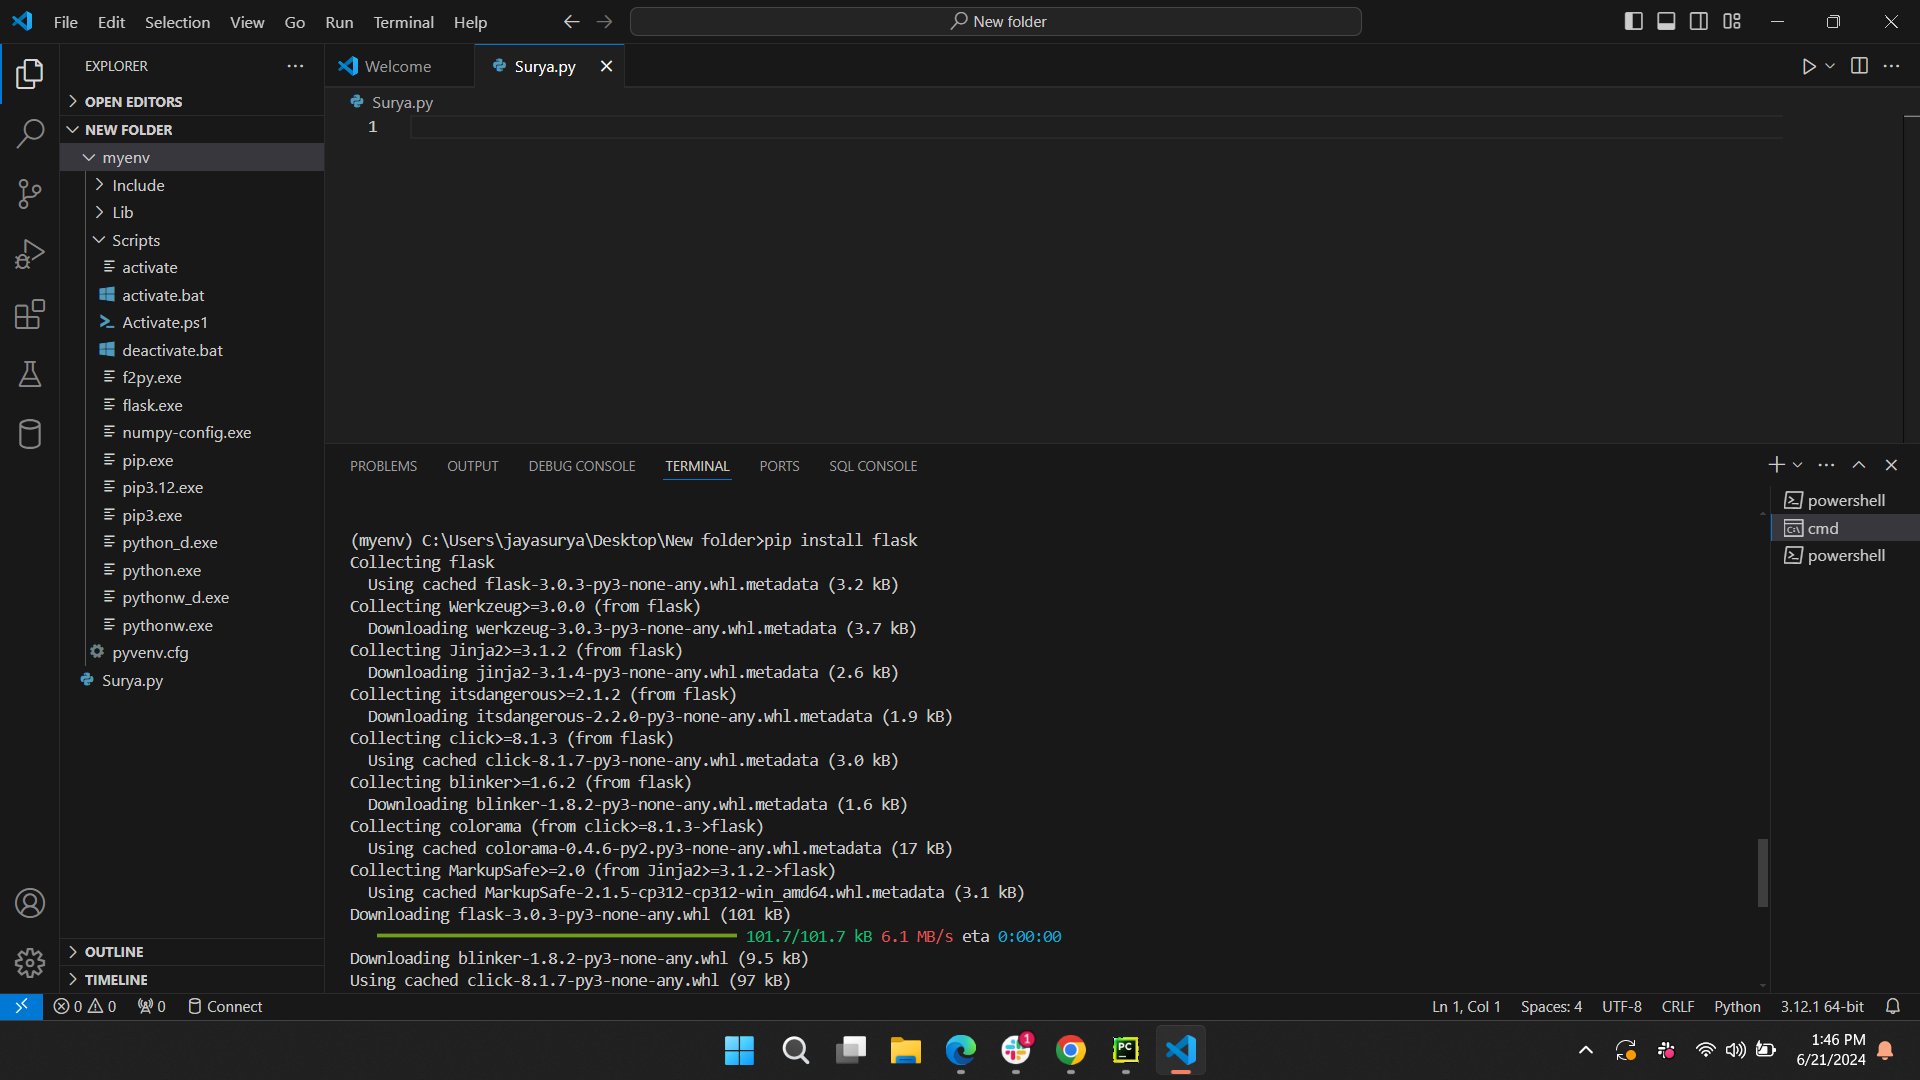 File Edit Selection View Go Run Terminal Help
New folder
EXPLORER
Welcome
Surya.py
OPEN EDITORS
NEW FOLDER
myenv
Include
Lib
Scripts
activate
activate.bat
Activate.ps1
deactivate.bat
f2py.exe
flask.exe
numpy-config.exe
pip.exe
pip3.12.exe
pip3.exe
python_d.exe
python.exe
pythonw_d.exe
pythonw.exe
pyvenv.cfg
Surya.py
OUTLINE
TIMELINE
Surya.py
1
PROBLEMS OUTPUT DEBUG CONSOLE TERMINAL PORTS SQL CONSOLE
powershell
cmd
powershell
(myenv) C:\Users\jayasurya\Desktop\New folder>pip install flask
Collecting flask
Using cached flask-3.0.3-py3-none-any.whl.metadata (3.2 kB)
Collecting Werkzeug>=3.0.0 (from flask)
Downloading werkzeug-3.0.3-py3-none-any.whl.metadata (3.7 kB)
Collecting Jinja2>=3.1.2 (from flask)
Downloading jinja2-3.1.4-py3-none-any.whl.metadata (2.6 kB)
Collecting itsdangerous>=2.1.2 (from flask)
Downloading itsdangerous-2.2.0-py3-none-any.whl.metadata (1.9 kB)
Collecting click>=8.1.3 (from flask)
Using cached click-8.1.7-py3-none-any.whl.metadata (3.0 kB)
Collecting blinker>=1.6.2 (from flask)
Downloading blinker-1.8.2-py3-none-any.whl.metadata (1.6 kB)
Collecting colorama (from click>=8.1.3->flask)
Using cached colorama-0.4.6-py2.py3-none-any.whl.metadata (17 kB)
Collecting MarkupSafe>=2.0 (from Jinja2>=3.1.2->flask)
Using cached MarkupSafe-2.1.5-cp312-cp312-win_amd64.whl.metadata (3.1 kB)
Downloading flask-3.0.3-py3-none-any.whl (101 kB)
101.7/101.7 kB 6.1 MB/s eta 0:00:00
Downloading blinker-1.8.2-py3-none-any.whl (9.5 kB)
Using cached click-8.1.7-py3-none-any.whl (97 kB)
0 0 0 Connect
Ln 1, Col 1 Spaces: 4 UTF-8 CRLF Python 3.12.1 64-bit
1
PC
1:46 PM
6/21/2024